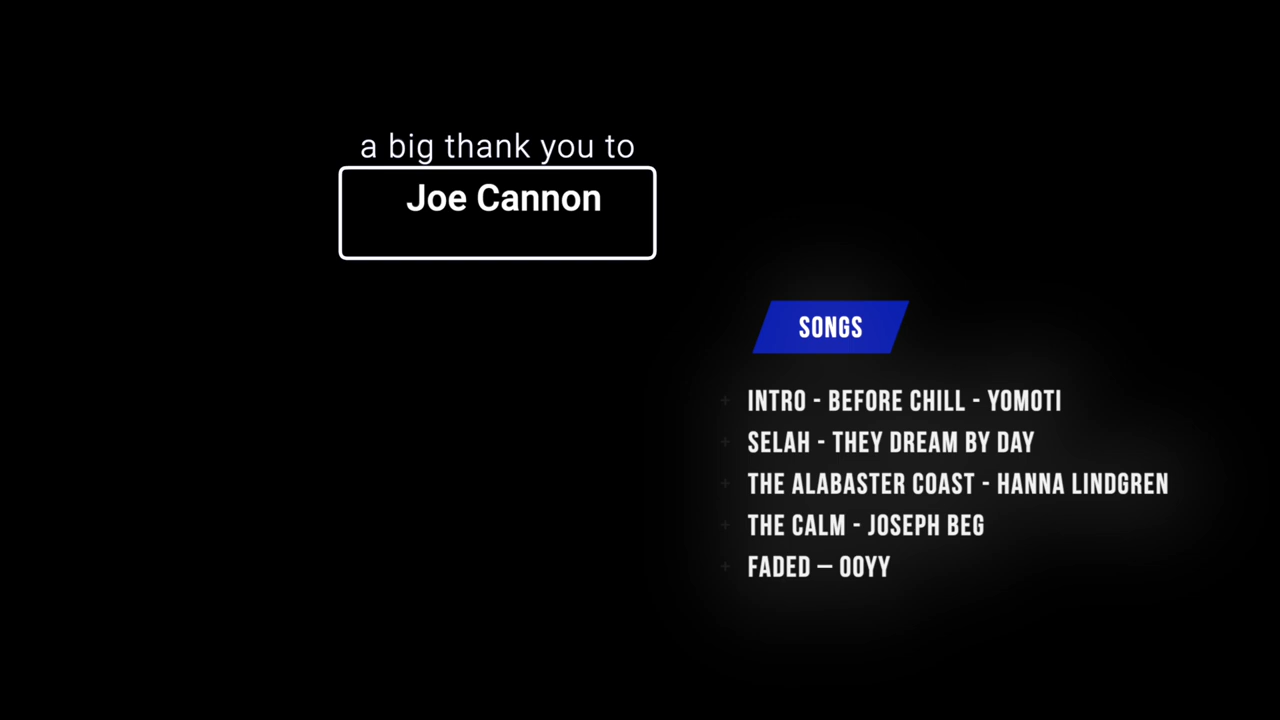 a big thank you to
Joe Cannon
SONGS
+ INTRO - BEFORE CHILL - YOMOTI
+ SELAH - THEY DREAM BY DAY
+ THE ALABASTER COAST - HANNA LINDGREN
+ THE CALM - JOSEPH BEG
+ FADED – OOYY